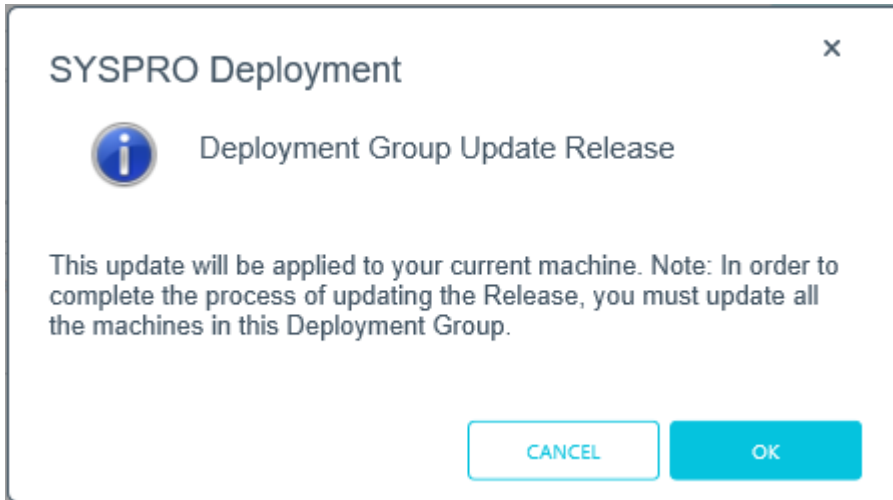 SYSPRO Deployment
Deployment Group Update Release
This update will be applied to your current machine. Note: In order to
complete the process of updating the Release, you must update all
the machines in this Deployment Group.
CANCEL
OK